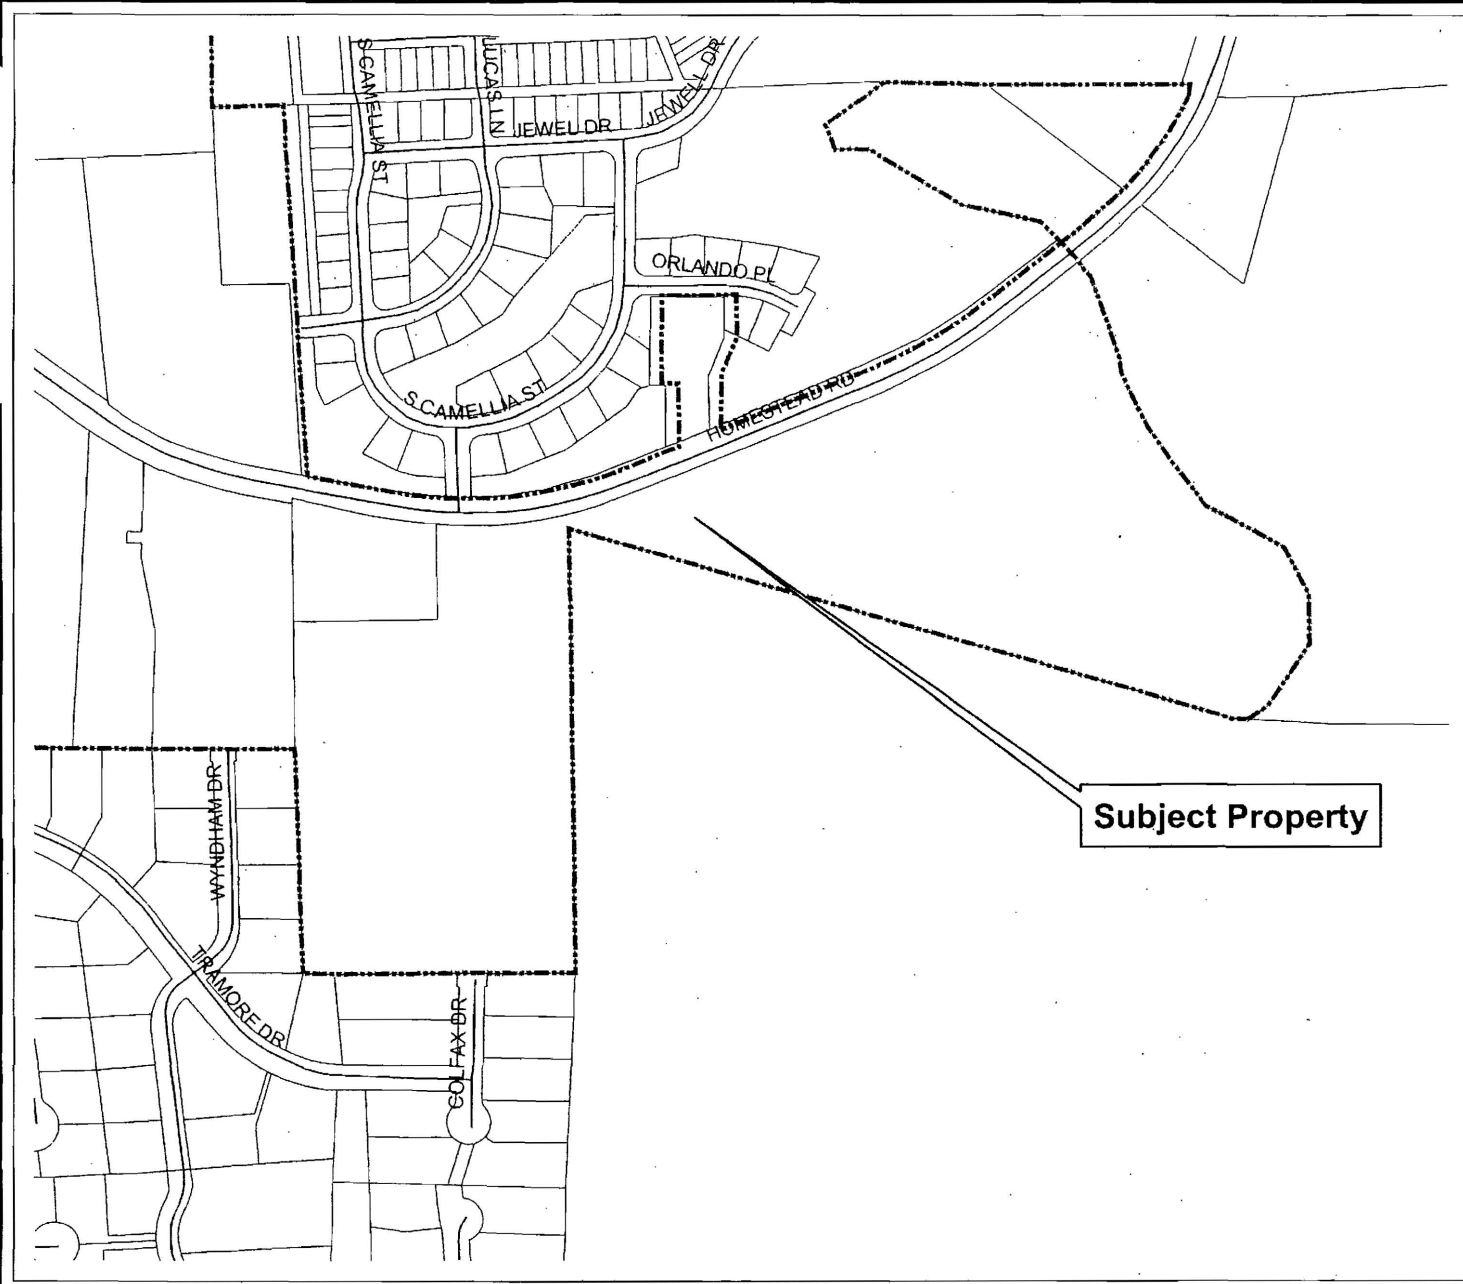 S CAMELLIA ST
LUCAS LN
JEWEL DR
JEWELL DR
ORLANDO PL
S CAMELLIA ST
HOMESTEAD RD
Subject Property
WYNDHAM DR
TRAMORE DR
COLFAX DR